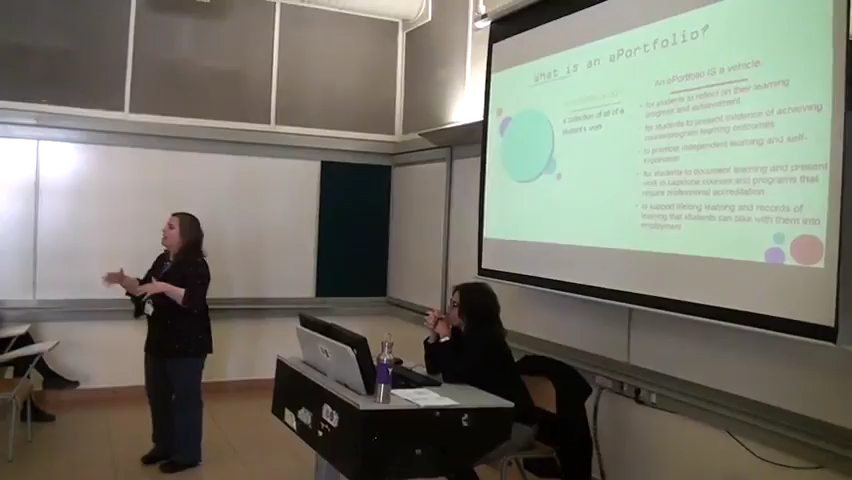 What is an ePortfolio?
a collection of all of a
student's work
An ePortfolio IS a vehicle:
for students to reflect on their learning
progress and achievement
for students to present evidence of achieving
course/program learning outcomes
to promote independent learning and self-
expression
for students to document learning and present
work in capstone courses and programs that
require professional accreditation
to support lifelong learning and records of
learning that students can take with them into
employment